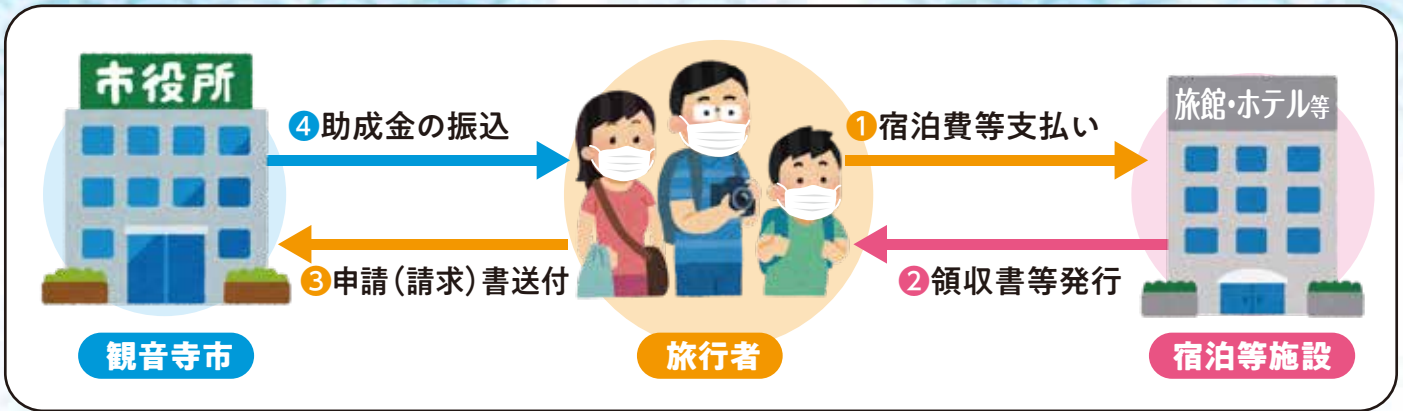 市役所
旅館・ホテル等
❹助成金の振込
❶宿泊費等支払い
❸申請(請求)書送付
❷領収書等発行
観音寺市
旅行者
宿泊等施設